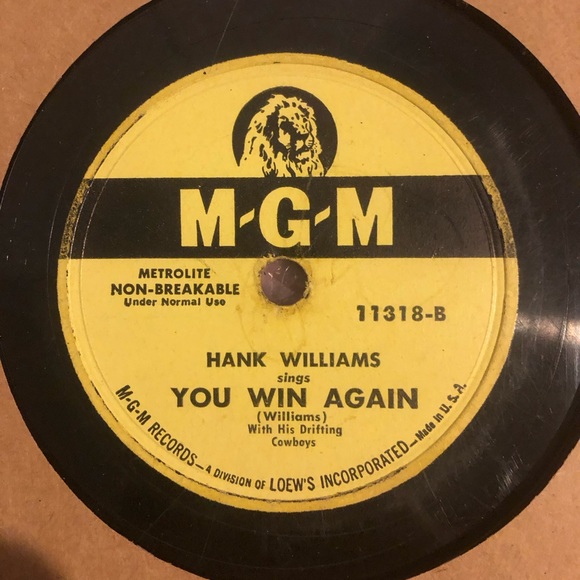 M-G-M
METROLITE
NON-BREAKABLE
Under Normal Use
11318-B
HANK WILLIAMS
sings
YOU WIN AGAIN
(Williams)
With His Drifting
Cowboys
M-G-M RECORDS—A DIVISION OF LOEW'S INCORPORATED—Made in U. S. A.